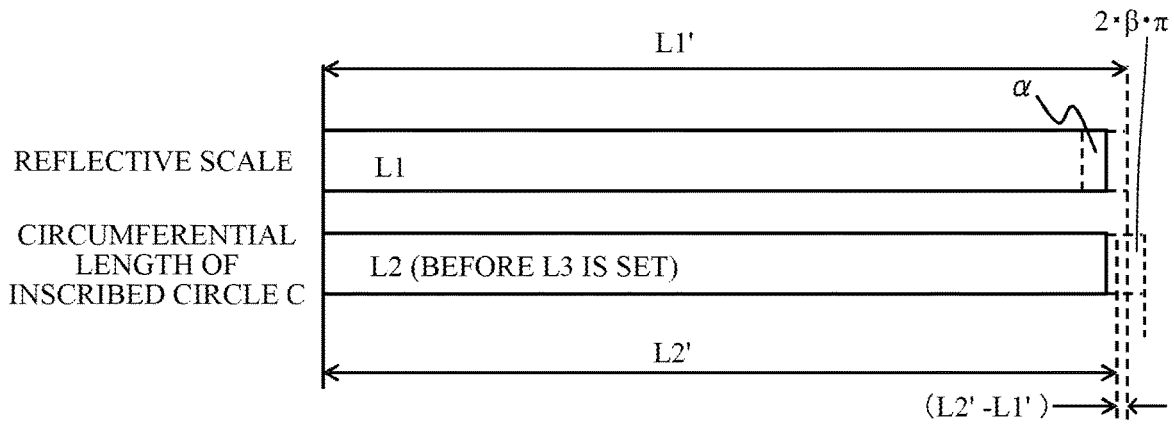 L1'
2・β・π
α
REFLECTIVE SCALE
L1
CIRCUMFERENTIAL
LENGTH OF
INSCRIBED CIRCLE C
L2 (BEFORE L3 IS SET)
L2'
(L2' -L1' )